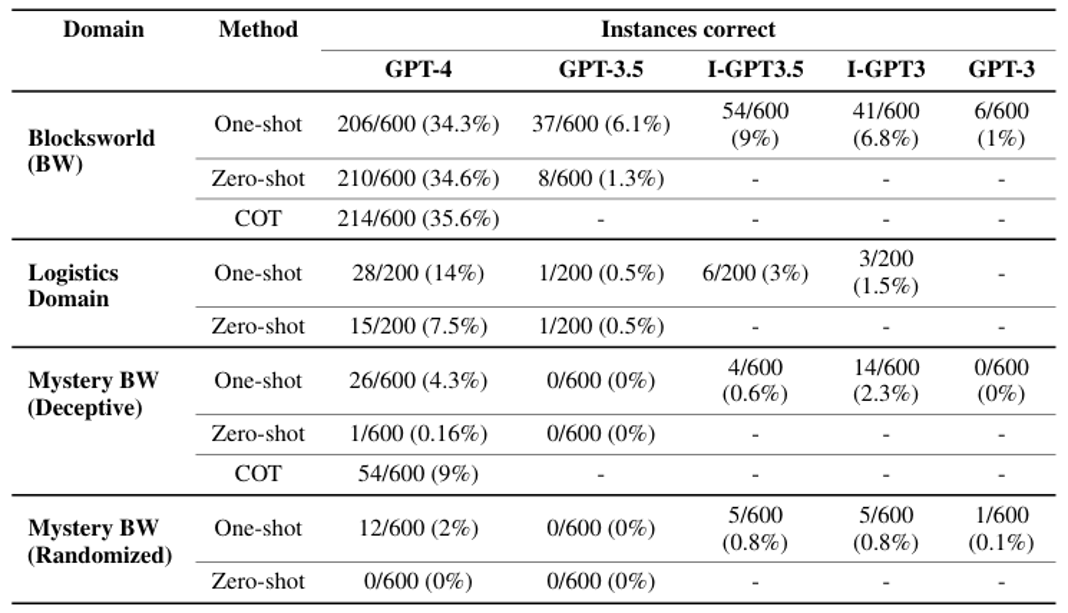 Domain Method Instances correct
GPT-4 GPT-3.5 I-GPT3.5 I-GPT3 GPT-3
Blocksworld (BW) One-shot 206/600 (34.3%) 37/600 (6.1%) 54/600 (9%) 41/600 (6.8%) 6/600 (1%)
Zero-shot 210/600 (34.6%) 8/600 (1.3%) - - -
COT 214/600 (35.6%) - - - -
Logistics Domain One-shot 28/200 (14%) 1/200 (0.5%) 6/200 (3%) 3/200 (1.5%) -
Zero-shot 15/200 (7.5%) 1/200 (0.5%) - - -
Mystery BW (Deceptive) One-shot 26/600 (4.3%) 0/600 (0%) 4/600 (0.6%) 14/600 (2.3%) 0/600 (0%)
Zero-shot 1/600 (0.16%) 0/600 (0%) - - -
COT 54/600 (9%) - - - -
Mystery BW (Randomized) One-shot 12/600 (2%) 0/600 (0%) 5/600 (0.8%) 5/600 (0.8%) 1/600 (0.1%)
Zero-shot 0/600 (0%) 0/600 (0%) - - -